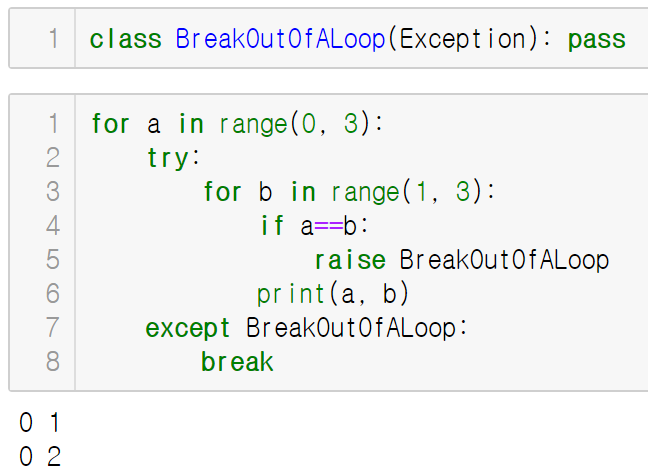 1 class BreakOutOfALoop(Exception): pass
1 for a in range(0, 3):
2     try:
3         for b in range(1, 3):
4             if a==b:
5                 raise BreakOutOfALoop
6             print(a, b)
7     except BreakOutOfALoop:
8         break
0 1
0 2